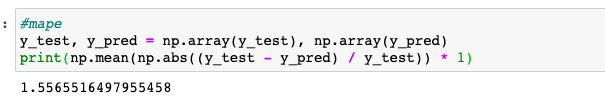 : #mape
y_test, y_pred = np.array(y_test), np.array(y_pred)
print(np.mean(np.abs((y_test - y_pred) / y_test)) * 1)
1.5565516497955458